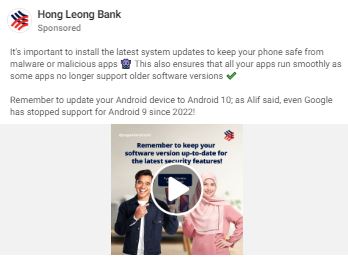 Hong Leong Bank
Sponsored
It's important to install the latest system updates to keep your phone safe from
malware or malicious apps 👮 This also ensures that all your apps run smoothly as
some apps no longer support older software versions ✔
Remember to update your Android device to Android 10; as Alif said, even Google
has stopped support for Android 9 since 2022!
Remember to keep your
software version up-to-date for
the latest security features!